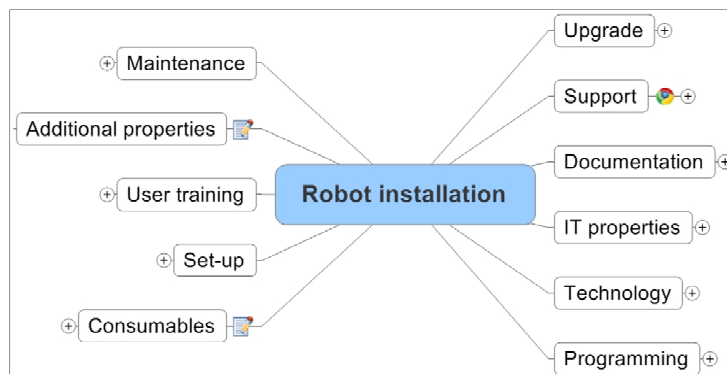 Robot installation
Maintenance
Additional properties
User training
Set-up
Consumables
Upgrade
Support
Documentation
IT properties
Technology
Programming